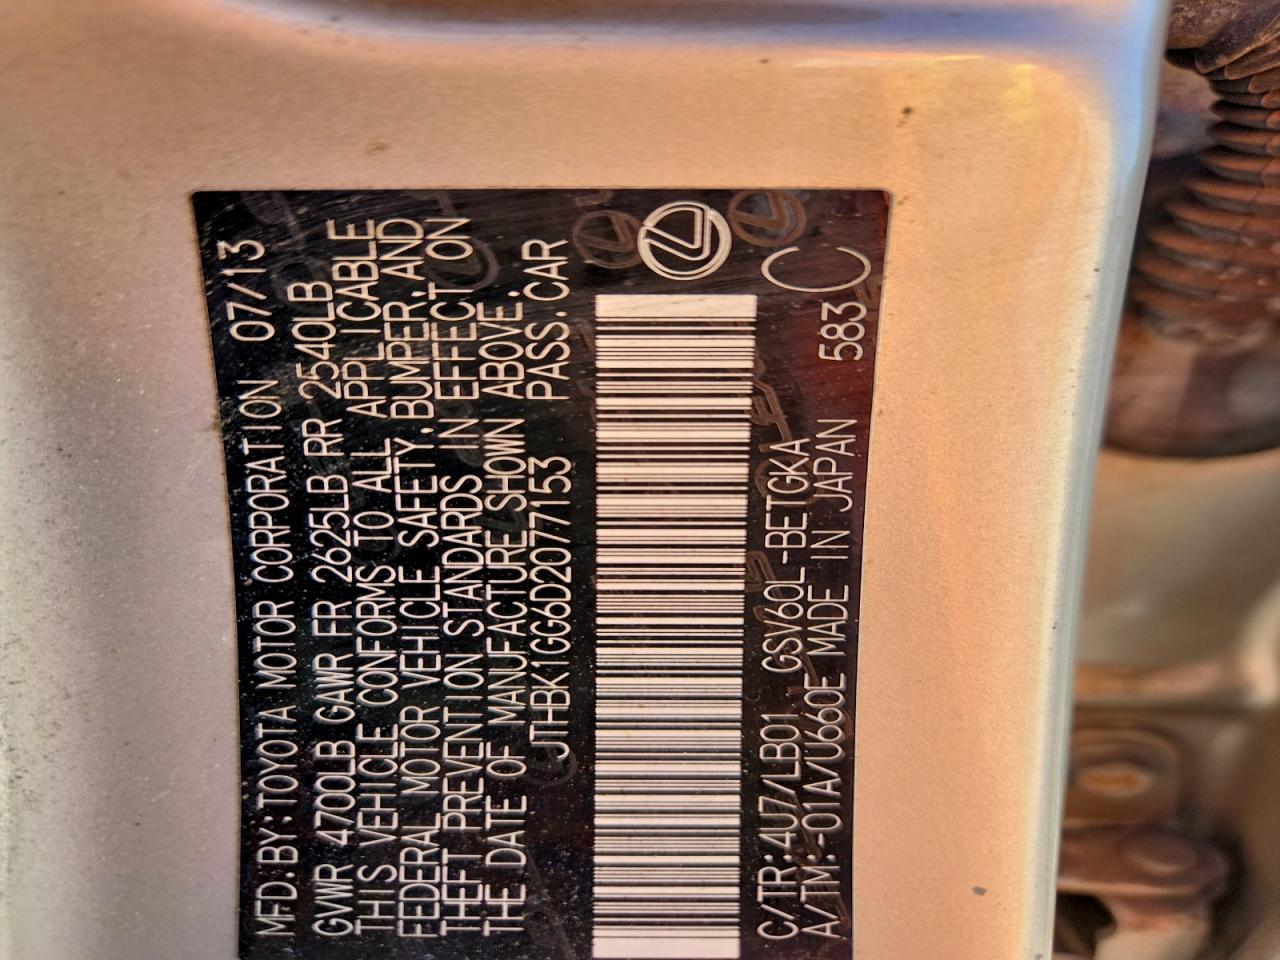 MFD.BY:TOYOTA MOTOR CORPORATION 07/13
GVWR 4700LB GAWR FR 2625LB RR 2540LB
THIS VEHICLE CONFORMS TO ALL APPLICABLE
FEDERAL MOTOR VEHICLE SAFETY,BUMPER,AND
THEFT PREVENTION STANDARDS IN EFFECT ON
THE DATE OF MANUFACTURE SHOWN ABOVE.
JTHBK1GG6D2077153 PASS.CAR
C/TR:4U7/LB01 GSV60L-BETGKA
A/TM:-01A/U660E MADE IN JAPAN 583 C